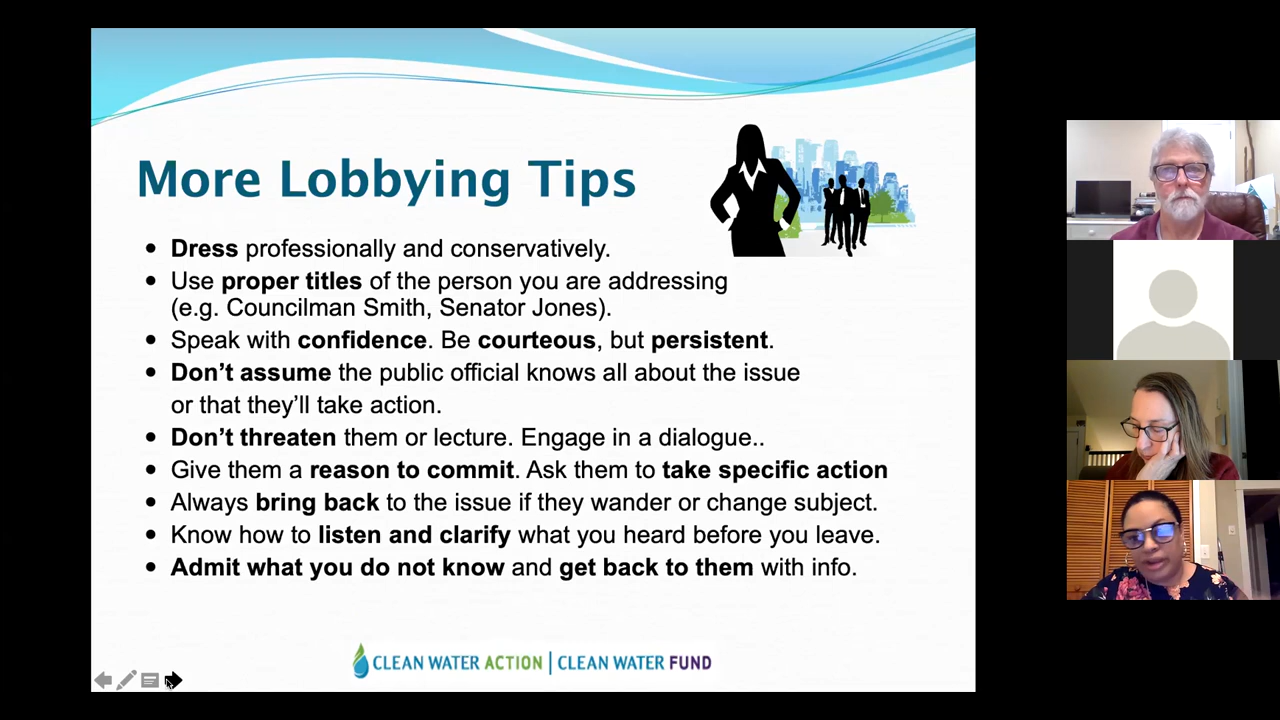 More Lobbying Tips
• Dress professionally and conservatively.
• Use proper titles of the person you are addressing
(e.g. Councilman Smith, Senator Jones).
• Speak with confidence. Be courteous, but persistent.
• Don’t assume the public official knows all about the issue
or that they’ll take action.
• Don’t threaten them or lecture. Engage in a dialogue..
• Give them a reason to commit. Ask them to take specific action
• Always bring back to the issue if they wander or change subject.
• Know how to listen and clarify what you heard before you leave.
• Admit what you do not know and get back to them with info.
CLEAN WATER ACTION | CLEAN WATER FUND